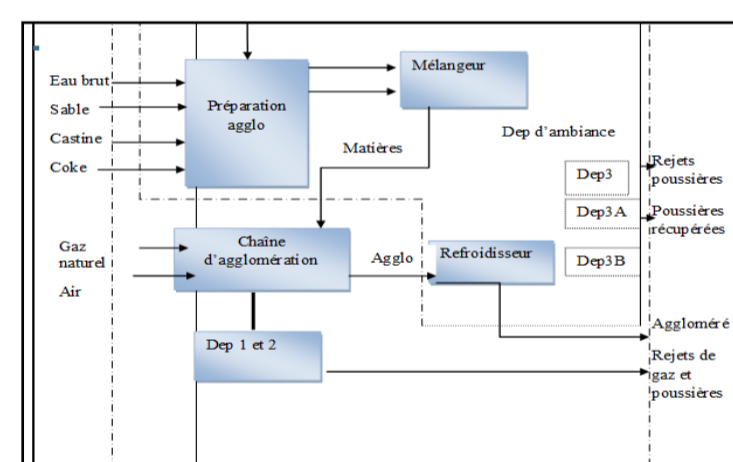 Eau brut
Sable
Castine
Coke
Préparation
agglo
Mélangeur
Matières
Dep d'ambiance
Dep3
Dep3A
Dep3B
Rejets
poussières
Poussières
récupérées
Gaz
naturel
Air
Chaîne
d'agglomération
Agglo
Refroidisseur
Aggloméré
Dep 1 et 2
Rejets de
gaz et
poussières